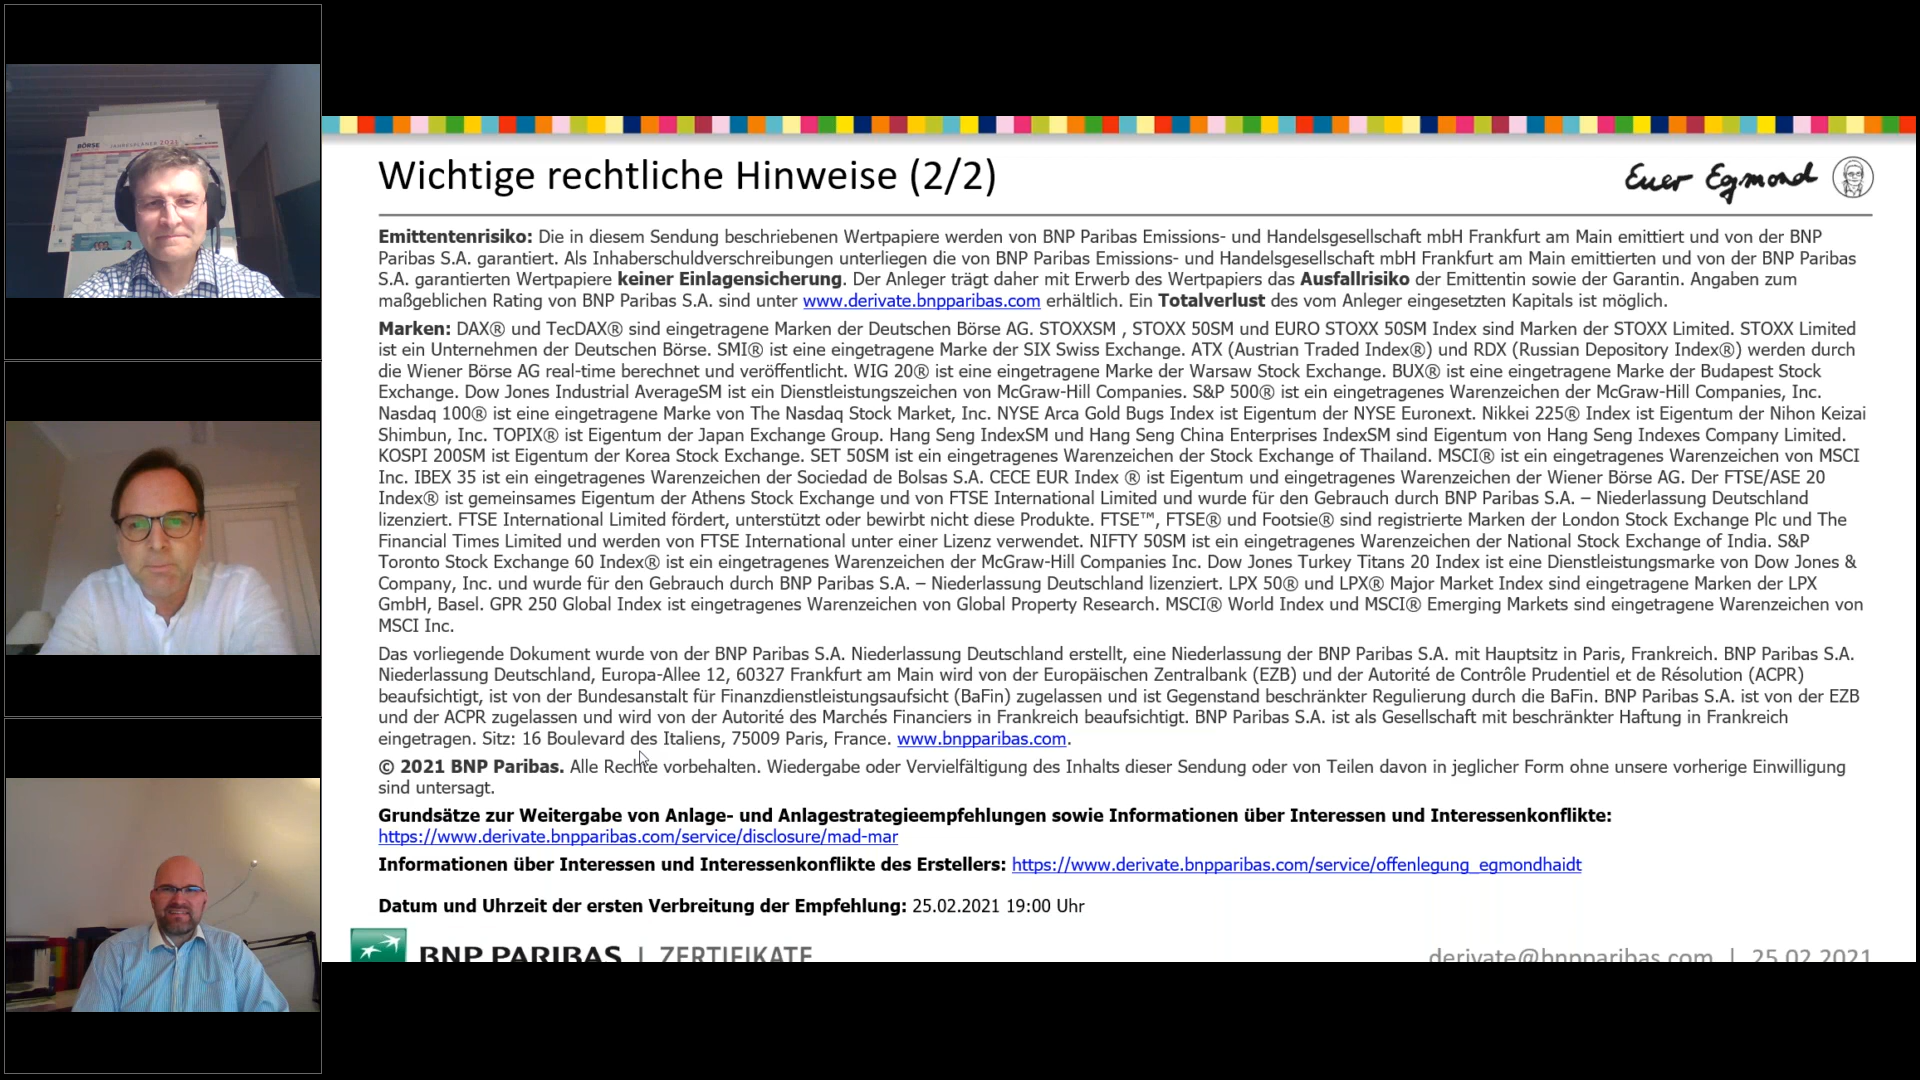 BÖRSE
JAHRESPLANER 2021
Wichtige rechtliche Hinweise (2/2)
Euer Egmond
Emittentenrisiko: Die in diesem Sendung beschriebenen Wertpapiere werden von BNP Paribas Emissions- und Handelsgesellschaft mbH Frankfurt am Main emittiert und von der BNP
Paribas S.A. garantiert. Als Inhaberschuldverschreibungen unterliegen die von BNP Paribas Emissions- und Handelsgesellschaft mbH Frankfurt am Main emittierten und von der BNP Paribas
S.A. garantierten Wertpapiere keiner Einlagensicherung. Der Anleger trägt daher mit Erwerb des Wertpapiers das Ausfallrisiko der Emittentin sowie der Garantin. Angaben zum
maßgeblichen Rating von BNP Paribas S.A. sind unter www.derivate.bnpparibas.com erhältlich. Ein Totalverlust des vom Anleger eingesetzten Kapitals ist möglich.
Marken: DAX® und TecDAX® sind eingetragene Marken der Deutschen Börse AG. STOXXSM , STOXX 50SM und EURO STOXX 50SM Index sind Marken der STOXX Limited. STOXX Limited
ist ein Unternehmen der Deutschen Börse. SMI® ist eine eingetragene Marke der SIX Swiss Exchange. ATX (Austrian Traded Index®) und RDX (Russian Depository Index®) werden durch
die Wiener Börse AG real-time berechnet und veröffentlicht. WIG 20® ist eine eingetragene Marke der Warsaw Stock Exchange. BUX® ist eine eingetragene Marke der Budapest Stock
Exchange. Dow Jones Industrial AverageSM ist ein Dienstleistungszeichen von McGraw-Hill Companies. S&P 500® ist ein eingetragenes Warenzeichen der McGraw-Hill Companies, Inc.
Nasdaq 100® ist eine eingetragene Marke von The Nasdaq Stock Market, Inc. NYSE Arca Gold Bugs Index ist Eigentum der NYSE Euronext. Nikkei 225® Index ist Eigentum der Nihon Keizai
Shimbun, Inc. TOPIX® ist Eigentum der Japan Exchange Group. Hang Seng IndexSM und Hang Seng China Enterprises IndexSM sind Eigentum von Hang Seng Indexes Company Limited.
KOSPI 200SM ist Eigentum der Korea Stock Exchange. SET 50SM ist ein eingetragenes Warenzeichen der Stock Exchange of Thailand. MSCI® ist ein eingetragenes Warenzeichen von MSCI
Inc. IBEX 35 ist ein eingetragenes Warenzeichen der Sociedad de Bolsas S.A. CECE EUR Index ® ist Eigentum und eingetragenes Warenzeichen der Wiener Börse AG. Der FTSE/ASE 20
Index® ist gemeinsames Eigentum der Athens Stock Exchange und von FTSE International Limited und wurde für den Gebrauch durch BNP Paribas S.A. – Niederlassung Deutschland
lizenziert. FTSE International Limited fördert, unterstützt oder bewirbt nicht diese Produkte. FTSE™, FTSE® und Footsie® sind registrierte Marken der London Stock Exchange Plc und The
Financial Times Limited und werden von FTSE International unter einer Lizenz verwendet. NIFTY 50SM ist ein eingetragenes Warenzeichen der National Stock Exchange of India. S&P
Toronto Stock Exchange 60 Index® ist ein eingetragenes Warenzeichen der McGraw-Hill Companies Inc. Dow Jones Turkey Titans 20 Index ist eine Dienstleistungsmarke von Dow Jones &
Company, Inc. und wurde für den Gebrauch durch BNP Paribas S.A. – Niederlassung Deutschland lizenziert. LPX 50® und LPX® Major Market Index sind eingetragene Marken der LPX
GmbH, Basel. GPR 250 Global Index ist eingetragenes Warenzeichen von Global Property Research. MSCI® World Index und MSCI® Emerging Markets sind eingetragene Warenzeichen von
MSCI Inc.
Das vorliegende Dokument wurde von der BNP Paribas S.A. Niederlassung Deutschland erstellt, eine Niederlassung der BNP Paribas S.A. mit Hauptsitz in Paris, Frankreich. BNP Paribas S.A.
Niederlassung Deutschland, Europa-Allee 12, 60327 Frankfurt am Main wird von der Europäischen Zentralbank (EZB) und der Autorité de Contrôle Prudentiel et de Résolution (ACPR)
beaufsichtigt, ist von der Bundesanstalt für Finanzdienstleistungsaufsicht (BaFin) zugelassen und ist Gegenstand beschränkter Regulierung durch die BaFin. BNP Paribas S.A. ist von der EZB
und der ACPR zugelassen und wird von der Autorité des Marchés Financiers in Frankreich beaufsichtigt. BNP Paribas S.A. ist als Gesellschaft mit beschränkter Haftung in Frankreich
eingetragen. Sitz: 16 Boulevard des Italiens, 75009 Paris, France. www.bnpparibas.com.
© 2021 BNP Paribas. Alle Rechte vorbehalten. Wiedergabe oder Vervielfältigung des Inhalts dieser Sendung oder von Teilen davon in jeglicher Form ohne unsere vorherige Einwilligung
sind untersagt.
Grundsätze zur Weitergabe von Anlage- und Anlagestrategieempfehlungen sowie Informationen über Interessen und Interessenkonflikte:
https://www.derivate.bnpparibas.com/service/disclosure/mad-mar
Informationen über Interessen und Interessenkonflikte des Erstellers: https://www.derivate.bnpparibas.com/service/offenlegung_egmondhaidt
Datum und Uhrzeit der ersten Verbreitung der Empfehlung: 25.02.2021 19:00 Uhr
BNP PARIBAS | ZERTIFIKATE
derivate@bnpparibas.com | 25.02.2021